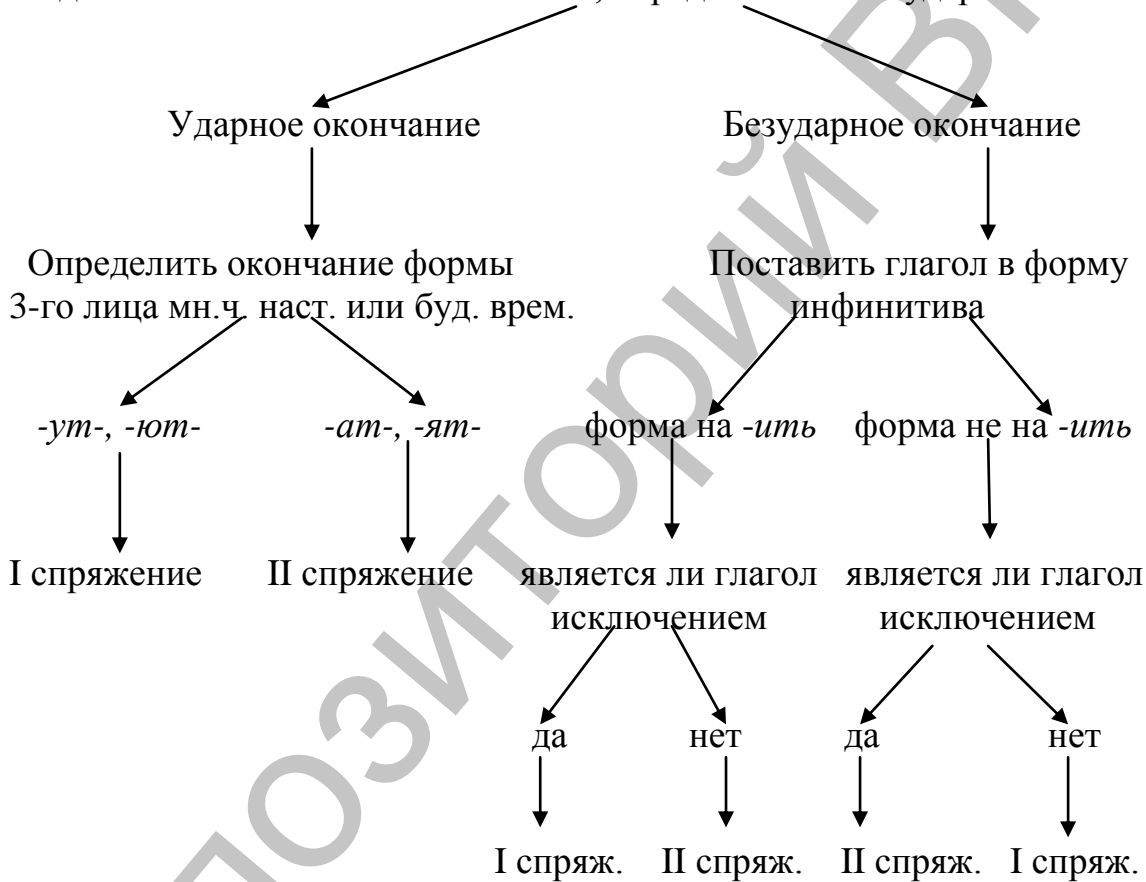 Ударное окончание Безударное окончание
Определить окончание формы Поставить глагол в форму
3-го лица мн.ч. наст. или буд. врем. инфинитива
-ут-, -ют- -ат-, -ят- форма на -ить форма не на -ить
I спряжение II спряжение является ли глагол является ли глагол
исключением исключением
да нет да нет
I спряж. II спряж. II спряж. I спряж.